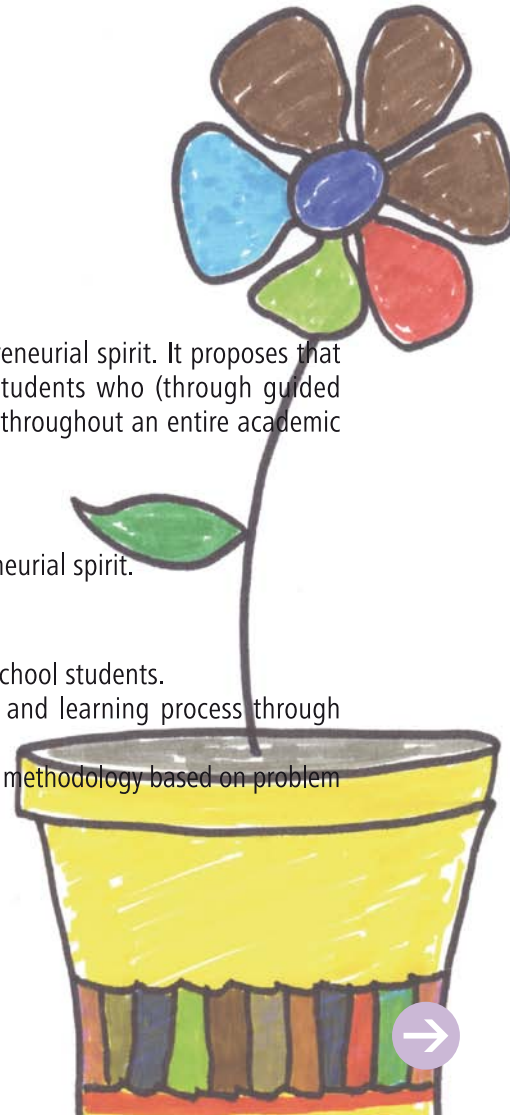 reneurial spirit. It proposes that
tudents who (through guided
throughout an entire academic
neurial spirit.
chool students.
and learning process through
methodology based on problem